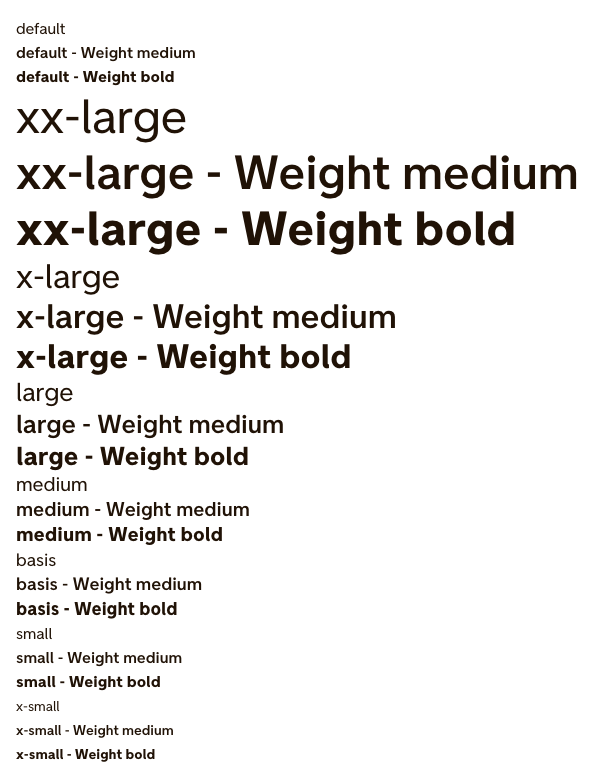 default
default - Weight medium
default - Weight bold
xx-large
xx-large - Weight medium
xx-large - Weight bold
x-large
x-large - Weight medium
x-large - Weight bold
large
large - Weight medium
large - Weight bold
medium
medium - Weight medium
medium - Weight bold
basis
basis - Weight medium
basis - Weight bold
small
small - Weight medium
small - Weight bold
x-small
x-small - Weight medium
x-small - Weight bold